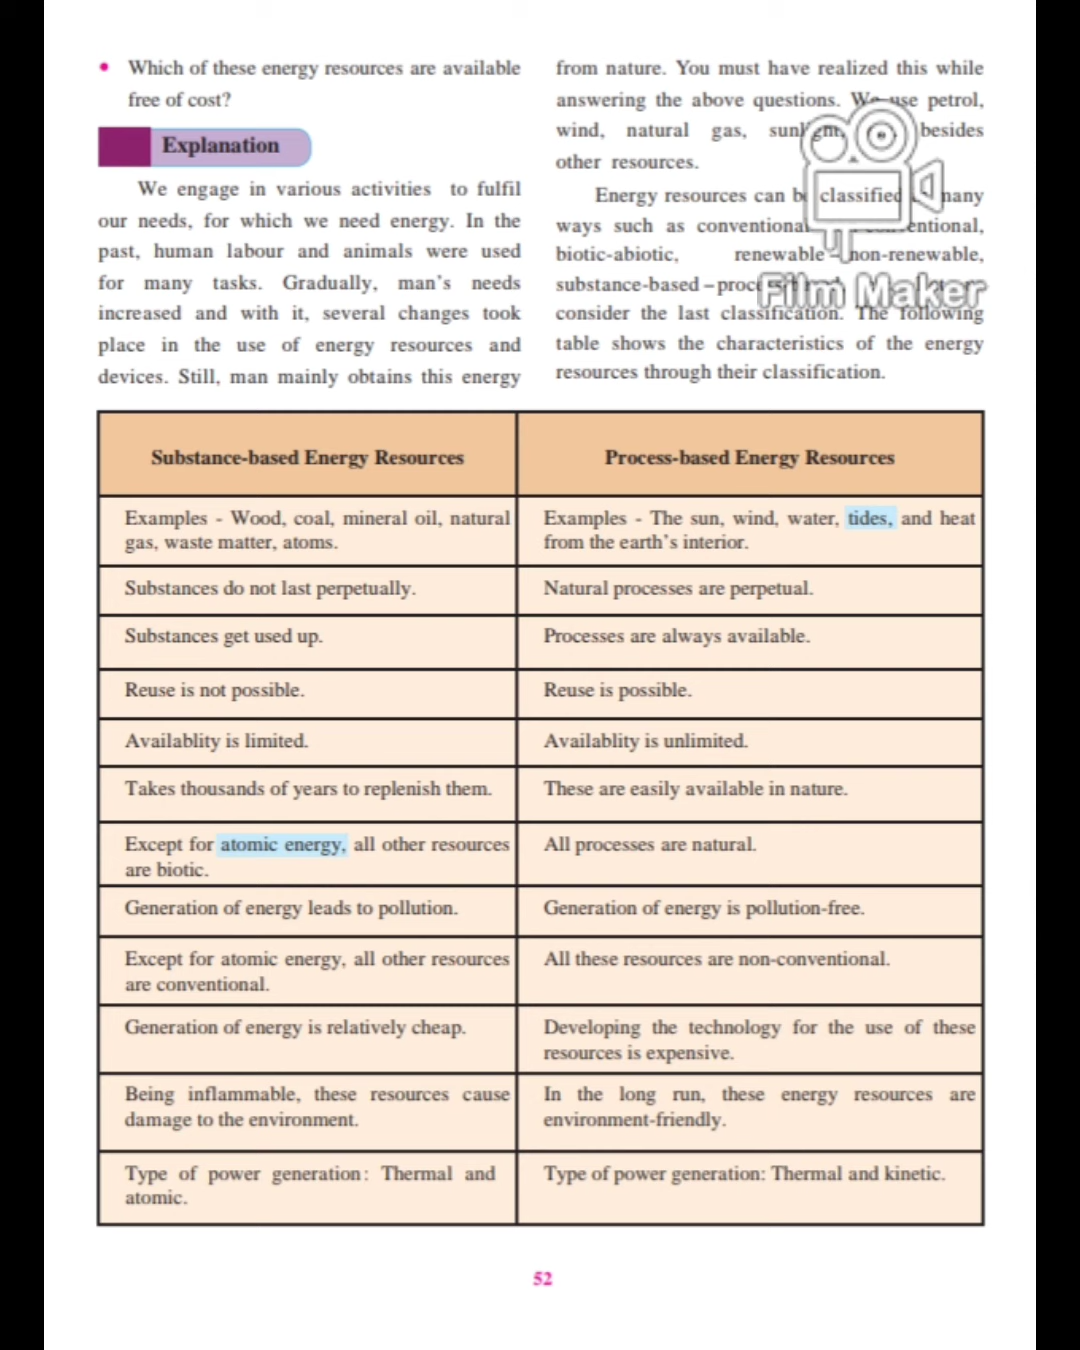 • Which of these energy resources are available
free of cost?
Explanation
We engage in various activities to fulfil
our needs, for which we need energy. In the
past, human labour and animals were used
for many tasks. Gradually, man's needs
increased and with it, several changes took
place in the use of energy resources and
devices. Still, man mainly obtains this energy
from nature. You must have realized this while
answering the above questions. We use petrol,
wind, natural gas, sunlight, besides
other resources.
Energy resources can be classified many
ways such as conventional
biotic-abiotic, renewable – non-renewable,
substance-based –
consider the last classification. The following
table shows the characteristics of the energy
resources through their classification.
Film Maker
Substance-based Energy Resources
Process-based Energy Resources
Examples - Wood, coal, mineral oil, natural
gas, waste matter, atoms.
Examples - The sun, wind, water, tides, and heat
from the earth's interior.
Substances do not last perpetually.
Natural processes are perpetual.
Substances get used up.
Processes are always available.
Reuse is not possible.
Reuse is possible.
Availablity is limited.
Availablity is unlimited.
Takes thousands of years to replenish them.
These are easily available in nature.
Except for atomic energy, all other resources
are biotic.
All processes are natural.
Generation of energy leads to pollution.
Generation of energy is pollution-free.
Except for atomic energy, all other resources
are conventional.
All these resources are non-conventional.
Generation of energy is relatively cheap.
Developing the technology for the use of these
resources is expensive.
Being inflammable, these resources cause
damage to the environment.
In the long run, these energy resources are
environment-friendly.
Type of power generation: Thermal and
atomic.
Type of power generation: Thermal and kinetic.
52